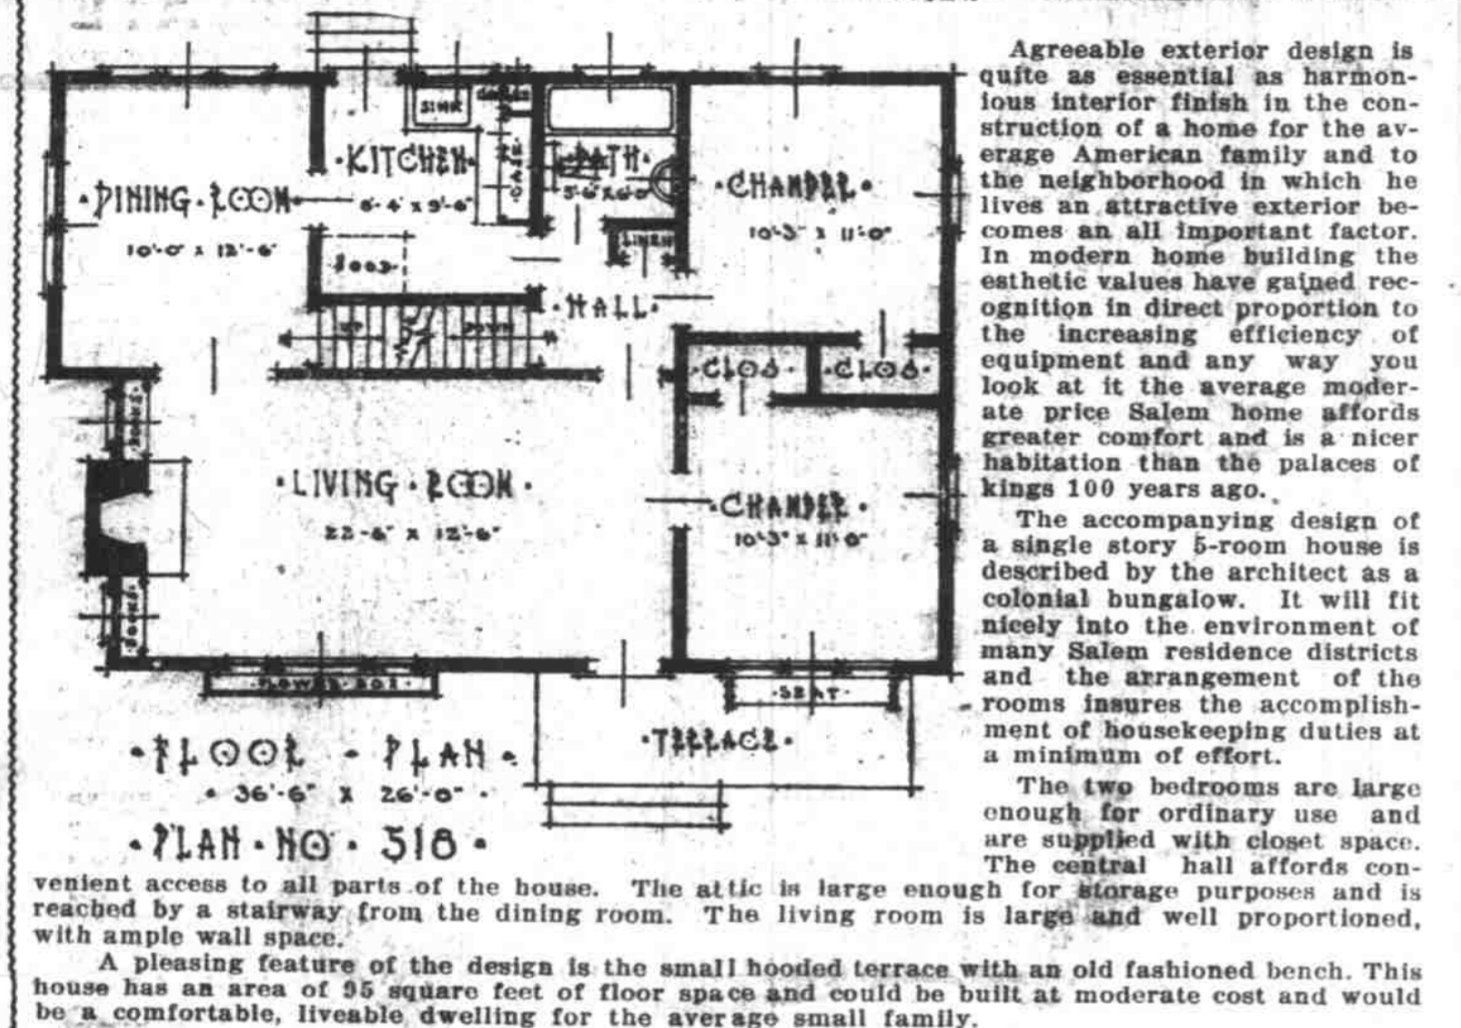 DINING ROOM
10'-0" x 12'-6"
KITCHEN
8'-4" x 9'-6"
SINK
CASE
FOOD
BATH
5'-6" x 6'-0"
LINEN
HALL
UP
DOWN
CHAMBER
10'-3" x 11'-0"
CLOS
CLOS
BOOKS
LIVING ROOM
22-6" x 12'-6"
CHAMBER
10'-3" x 11'-0"
BOOKS
FLOWER BOX
SEAT
TERRACE
FLOOR - PLAN
36'-6" X 26'-0"
PLAN NO. 518
Agreeable exterior design is
quite as essential as harmon-
ious interior finish in the con-
struction of a home for the av-
erage American family and to
the neighborhood in which he
lives an attractive exterior be-
comes an all important factor.
In modern home building the
esthetic values have gained rec-
ognition in direct proportion to
the increasing efficiency of
equipment and any way you
look at it the average moder-
ate price Salem home affords
greater comfort and is a nicer
habitation than the palaces of
kings 100 years ago.
The accompanying design of
a single story 5-room house is
described by the architect as a
colonial bungalow. It will fit
nicely into the environment of
many Salem residence districts
and the arrangement of the
rooms insures the accomplish-
ment of housekeeping duties at
a minimum of effort.
The two bedrooms are large
enough for ordinary use and
are supplied with closet space.
The central hall affords con-
venient access to all parts of the house. The attic is large enough for storage purposes and is
reached by a stairway from the dining room. The living room is large and well proportioned,
with ample wall space.
A pleasing feature of the design is the small hooded terrace with an old fashioned bench. This
house has an area of 95 square feet of floor space and could be built at moderate cost and would
be a comfortable, liveable dwelling for the average small family.